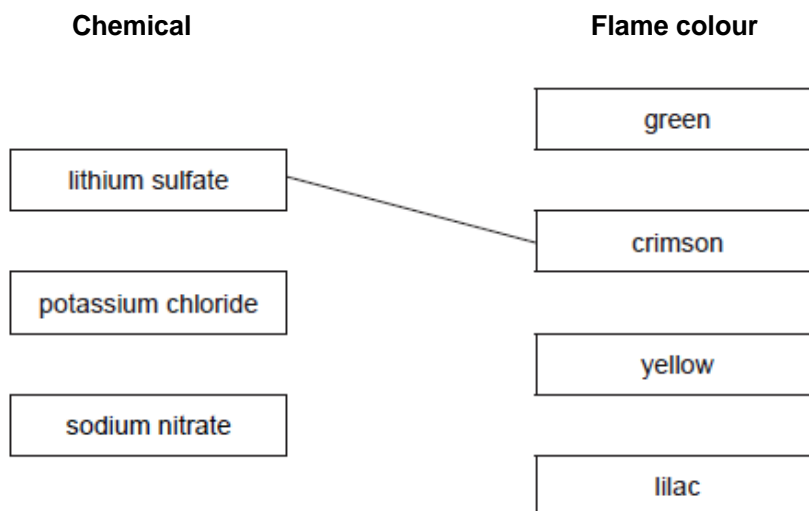 Chemical
Flame colour
green
lithium sulfate
crimson
potassium chloride
yellow
sodium nitrate
lilac